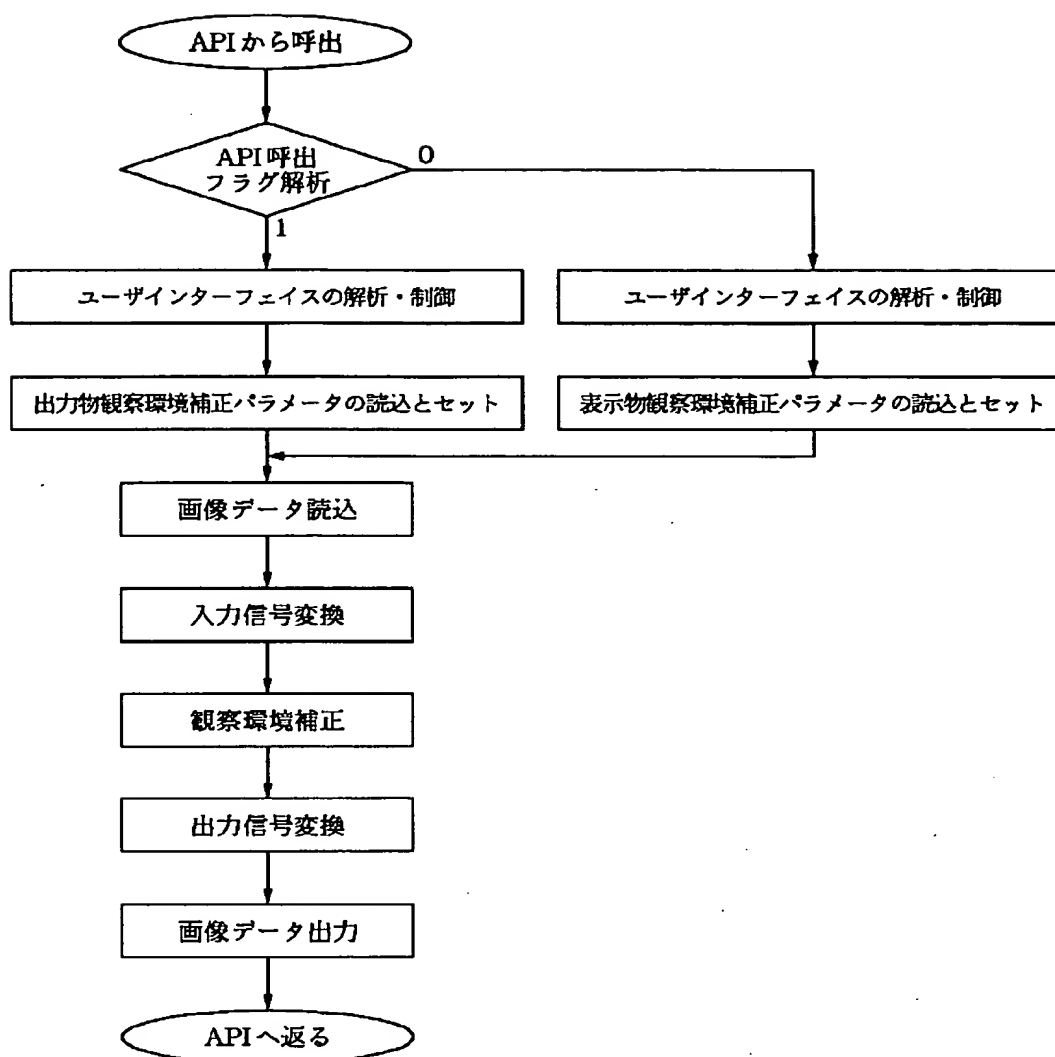 APIから呼出
API呼出
フラグ解析
0
1
ユーザインターフェイスの解析・制御
ユーザインターフェイスの解析・制御
出力物観察環境補正パラメータの読込とセット
表示物観察環境補正パラメータの読込とセット
画像データ読込
入力信号変換
観察環境補正
出力信号変換
画像データ出力
APIへ返る